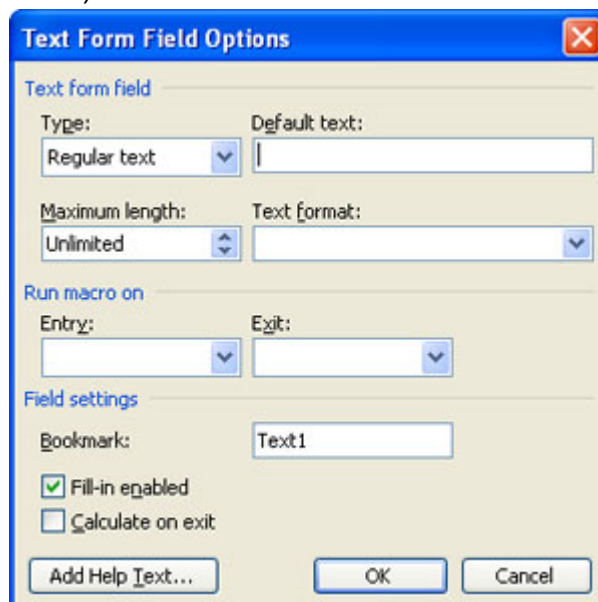 Text Form Field Options
Text form field
Type: Default text:
Regular text
Maximum length: Text format:
Unlimited
Run macro on
Entry: Exit:
Field settings
Bookmark: Text1
Fill-in enabled
Calculate on exit
Add Help Text... OK Cancel